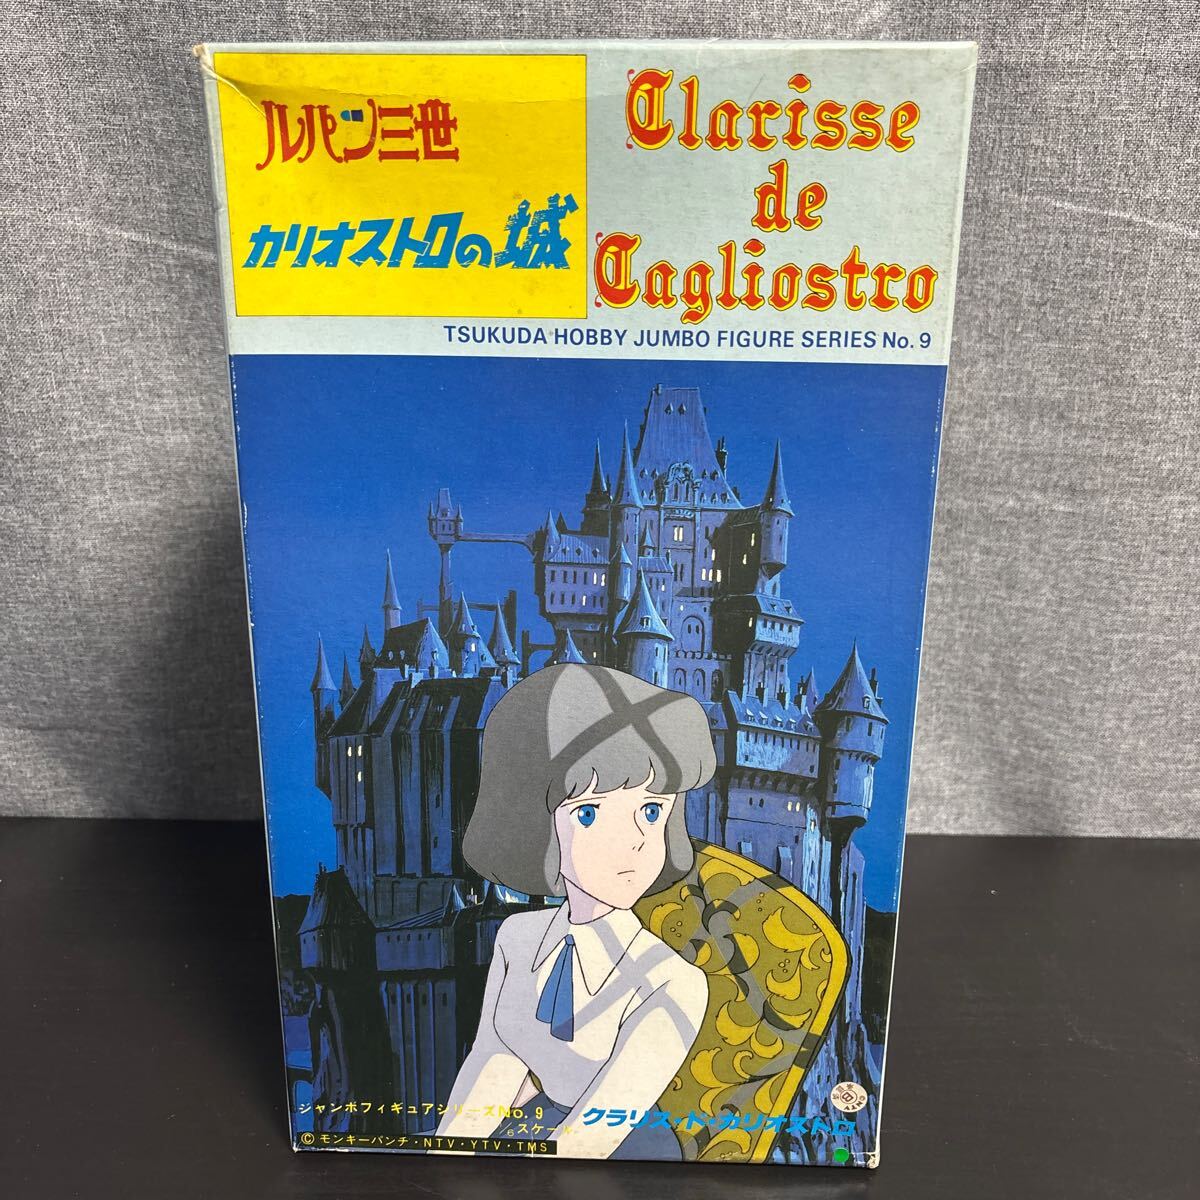 ルパン三世
カリオストロの城
Clarisse
de
Cagliostro
TSUKUDA HOBBY JUMBO FIGURE SERIES No. 9
ジャンボフィギュアシリーズNo. 9
1/6スケール
クラリス・ド・カリオストロ
© モンキーパンチ・NTV・YTV・TMS